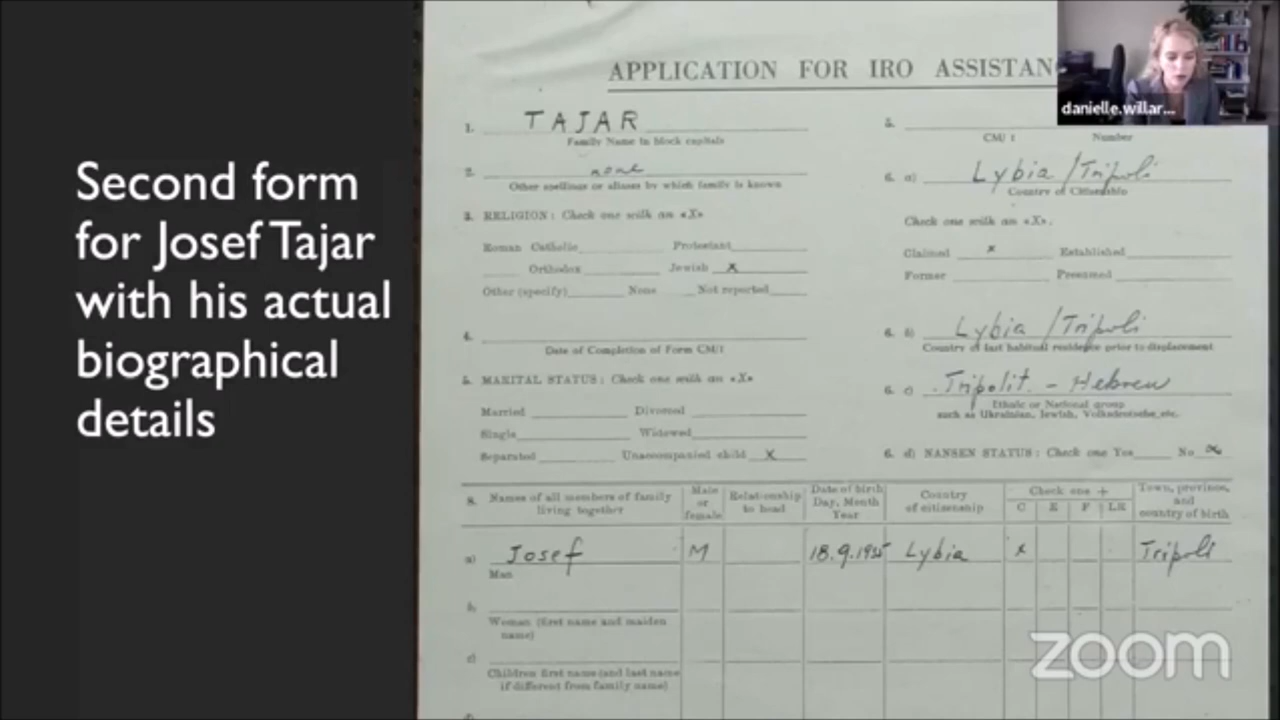 Second form
for Josef Tajar
with his actual
biographical
details
APPLICATION FOR IRO ASSISTAN
danielle.willar...
1. TAJAR
Family Name in block capitals
2. none
Other spellings or aliases by which family is known
3. RELIGION: Check one with an «X»
Roman Catholic Protestant
Orthodox Jewish x
Other (specify) None Not reported
4.
Date of Completion of Form CM/1
5. MARITAL STATUS: Check one with an «X»
Married Divorced
Single Widowed
Separated Unaccompanied child X
CM/1 Number
6. a) Lybia/Tripoli
Country of Citizenship
Check one with an «X».
Claimed x Established
Former Presumed
6. b) Lybia/Tripoli
Country of last habitual residence prior to displacement
6. c) Tripolit. - Hebrew
Ethnic or National group
such as Ukrainian, Jewish, Volksdeutsche, etc.
6. d) NANSEN STATUS: Check one Yes No x
8. Names of all members of family living together
Male or female
Relationship to head
Date of birth Day, Month Year
Country of citizenship
Check one +
C E F LR
Town, province, and country of birth
a) Josef M 18.9.1935 Lybia x Tripoli
Man
b.
Woman (first name and maiden name)
c)
Children first name (and last name if different from family name)
zoom